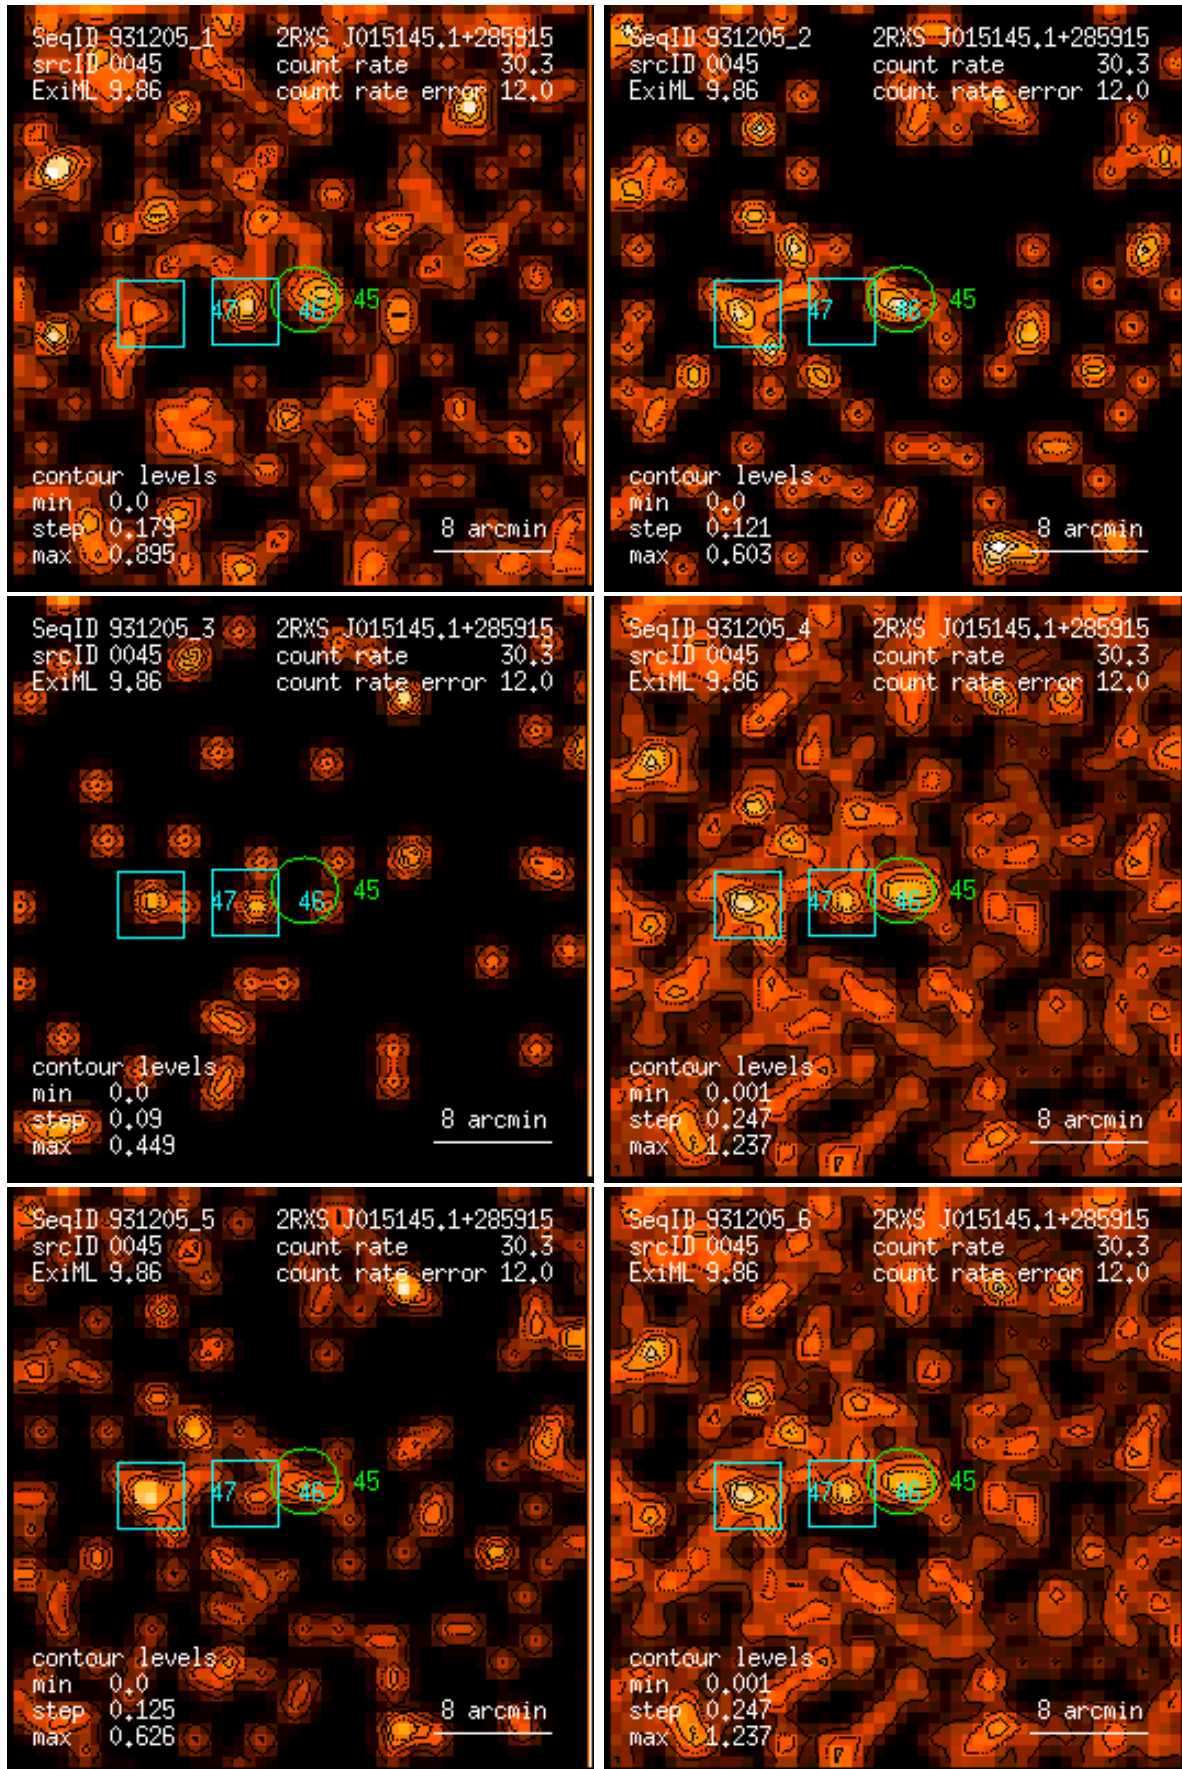 SeqID 931205_1 2RXS J015145.1+285915
srcID 0045 count rate 30.3
ExiML 9.86 count rate error 12.0
47 46 45
contour levels
min 0.0
step 0.179 8 arcmin
max 0.895
SeqID 931205_2 2RXS J015145.1+285915
srcID 0045 count rate 30.3
ExiML 9.86 count rate error 12.0
47 46 45
contour levels
min 0.0
step 0.121 8 arcmin
max 0.603
SeqID 931205_3 2RXS J015145.1+285915
srcID 0045 count rate 30.3
ExiML 9.86 count rate error 12.0
47 46 45
contour levels
min 0.0
step 0.09 8 arcmin
max 0.449
SeqID 931205_4 2RXS J015145.1+285915
srcID 0045 count rate 30.3
ExiML 9.86 count rate error 12.0
47 46 45
contour levels
min 0.001
step 0.247 8 arcmin
max 1.237
SeqID 931205_5 2RXS J015145.1+285915
srcID 0045 count rate 30.3
ExiML 9.86 count rate error 12.0
47 46 45
contour levels
min 0.0
step 0.125 8 arcmin
max 0.626
SeqID 931205_6 2RXS J015145.1+285915
srcID 0045 count rate 30.3
ExiML 9.86 count rate error 12.0
47 46 45
contour levels
min 0.001
step 0.247 8 arcmin
max 1.237